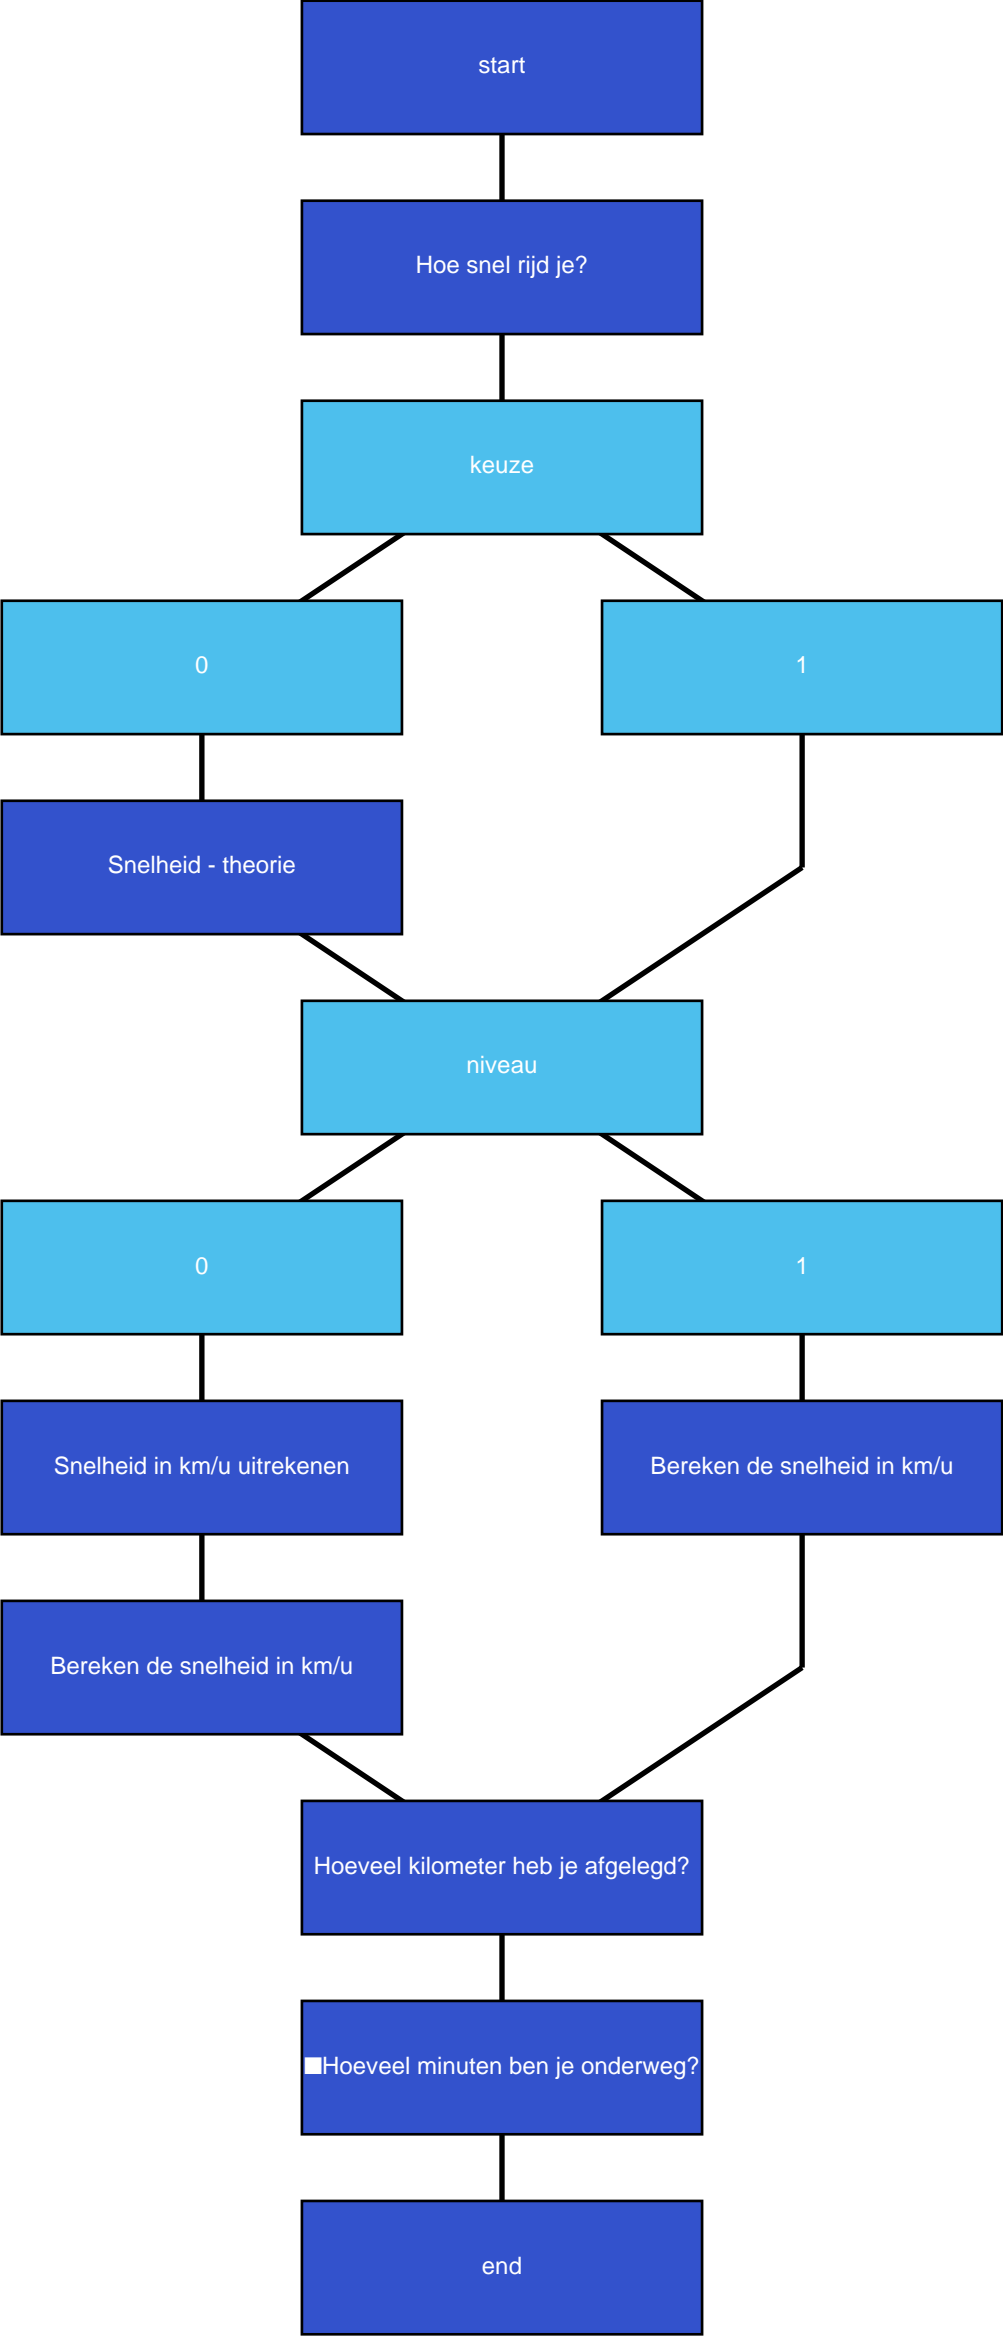 start
Hoe snel rijd je?
keuze
0
1
Snelheid - theorie
niveau
0
1
Snelheid in km/u uitrekenen
Bereken de snelheid in km/u
Bereken de snelheid in km/u
Hoeveel kilometer heb je afgelegd?
■Hoeveel minuten ben je onderweg?
end